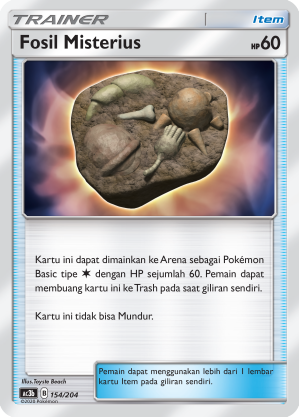 TRAINER Item
Fosil Misterius HP60
Kartu ini dapat dimainkan ke Arena sebagai Pokémon
Basic tipe dengan HP sejumlah 60. Pemain dapat
membuang kartu ini ke Trash pada saat giliran sendiri.
Kartu ini tidak bisa Mundur.
Pemain dapat menggunakan lebih dari 1 lembar
kartu Item pada giliran sendiri.
Illus.Toyste Beach
154/204
©2020 Pokémon